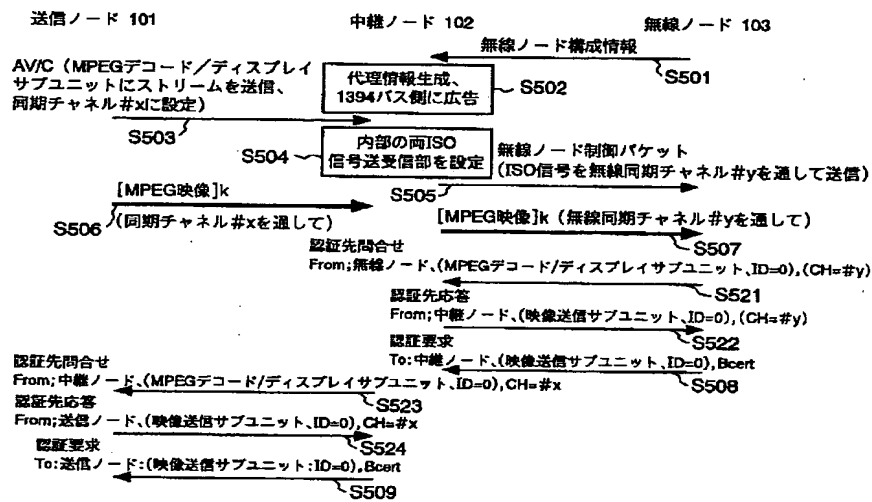 送信ノード 101
中継ノード 102
無線ノード 103
無線ノード構成情報
S501
代理情報生成、
1394バス側に広告
S502
AV/C（MPEGデコード／ディスプレイ
サブユニットにストリームを送信、
同期チャネル#xに設定）
S503
内部の両ISO
信号送受信部を設定
S504
無線ノード制御パケット
(ISO信号を無線同期チャネル#yを通して送信)
S505
[MPEG映像]k
(同期チャネル#xを通して)
S506
[MPEG映像]k (無線同期チャネル#yを通して)
S507
認証先問合せ
From;無線ノード、(MPEGデコード/ディスプレイサブユニット、ID=0),(CH=#y)
S521
認証先応答
From;中継ノード、(映像送信サブユニット、ID=0),(CH=#y)
S522
認証要求
To:中継ノード、(映像送信サブユニット、ID=0),Bcert
S508
認証先問合せ
From;中継ノード、(MPEGデコード/ディスプレイサブユニット、ID=0),CH=#x
S523
認証先応答
From;送信ノード、(映像送信サブユニット、ID=0),CH=#x
S524
認証要求
To:送信ノード:(映像送信サブユニット:ID=0),Bcert
S509